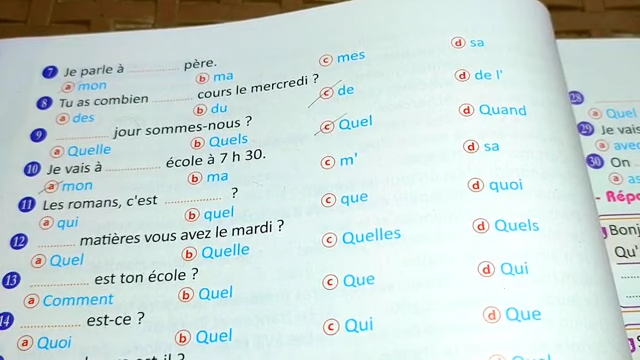 7 Je parle à ............ père.
a mon b ma c mes d sa
8 Tu as combien ............ cours le mercredi ?
a des b du c de d de l'
9 ............ jour sommes-nous ?
a Quelle b Quels c Quel d Quand
10 Je vais à ............ école à 7 h 30.
a mon b ma c m' d sa
11 Les romans, c'est ............ ?
a qui b quel c que d quoi
12 ............ matières vous avez le mardi ?
a Quel b Quelle c Quelles d Quels
13 ............ est ton école ?
a Comment b Quel c Que d Qui
14 ............ est-ce ?
a Quoi b Quel c Qui d Que
28
a Quel
29 Je vais
a avec
30 On
a as
Bonj
Qu'